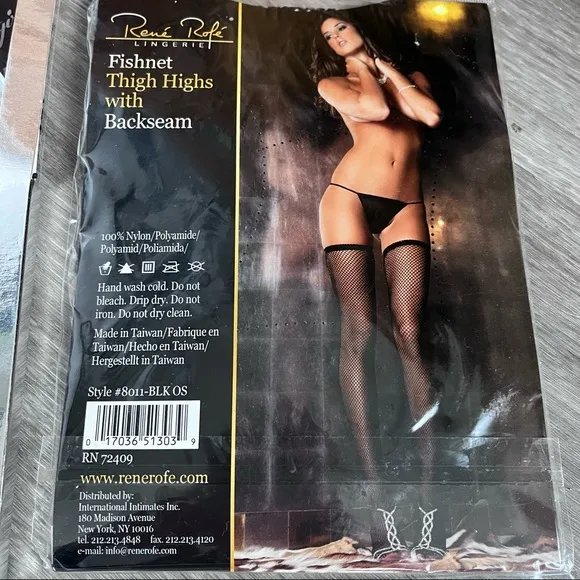 René Rofé
LINGERIE
Fishnet
Thigh Highs
with
Backseam
100% Nylon/Polyamide/
Polyamid/Poliamida/
Hand wash cold. Do not
bleach. Drip dry. Do not
iron. Do not dry clean.
Made in Taiwan/Fabrique en
Taiwan/Hecho en Taiwan/
Hergestellt in Taiwan
Style #8011-BLK OS
0 17036 51303 9
RN 72409
www.renerofe.com
Distributed by:
International Intimates Inc.
180 Madison Avenue
New York, NY 10016
tel. 212.213.4848 fax. 212.213.4120
e-mail: info@renerofe.com